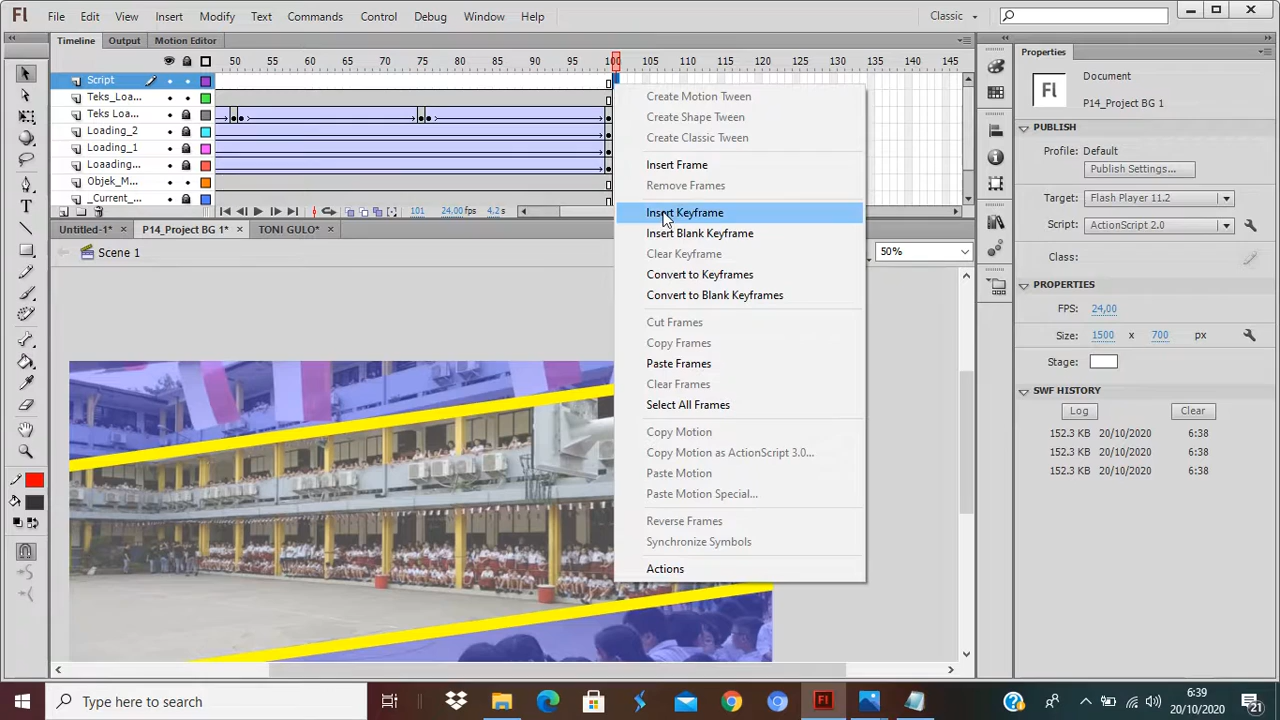 Fl File Edit View Insert Modify Text Commands Control Debug Window Help Classic
Timeline Output Motion Editor
50 55 60 65 70 75 80 85 90 95 100 105 110 115 120 125 130 135 140 145
Script
Teks_Loa...
Teks Loa...
Loading_2
Loading_1
Loaading...
Objek_M...
_Current_...
101 24.00 fps 4.2 s
Untitled-1* × P14_Project BG 1* × TONI GULO* ×
Scene 1
50%
Create Motion Tween
Create Shape Tween
Create Classic Tween
Insert Frame
Remove Frames
Insert Keyframe
Insert Blank Keyframe
Clear Keyframe
Convert to Keyframes
Convert to Blank Keyframes
Cut Frames
Copy Frames
Paste Frames
Clear Frames
Select All Frames
Copy Motion
Copy Motion as ActionScript 3.0...
Paste Motion
Paste Motion Special...
Reverse Frames
Synchronize Symbols
Actions
Properties
Fl
Document
P14_Project BG 1
PUBLISH
Profile: Default
Publish Settings...
Target: Flash Player 11.2
Script: ActionScript 2.0
Class:
PROPERTIES
FPS: 24,00
Size: 1500 x 700 px
Stage:
SWF HISTORY
Log Clear
152.3 KB 20/10/2020 6:38
152.3 KB 20/10/2020 6:38
152.3 KB 20/10/2020 6:38
Type here to search
Fl
6:39
20/10/2020
21